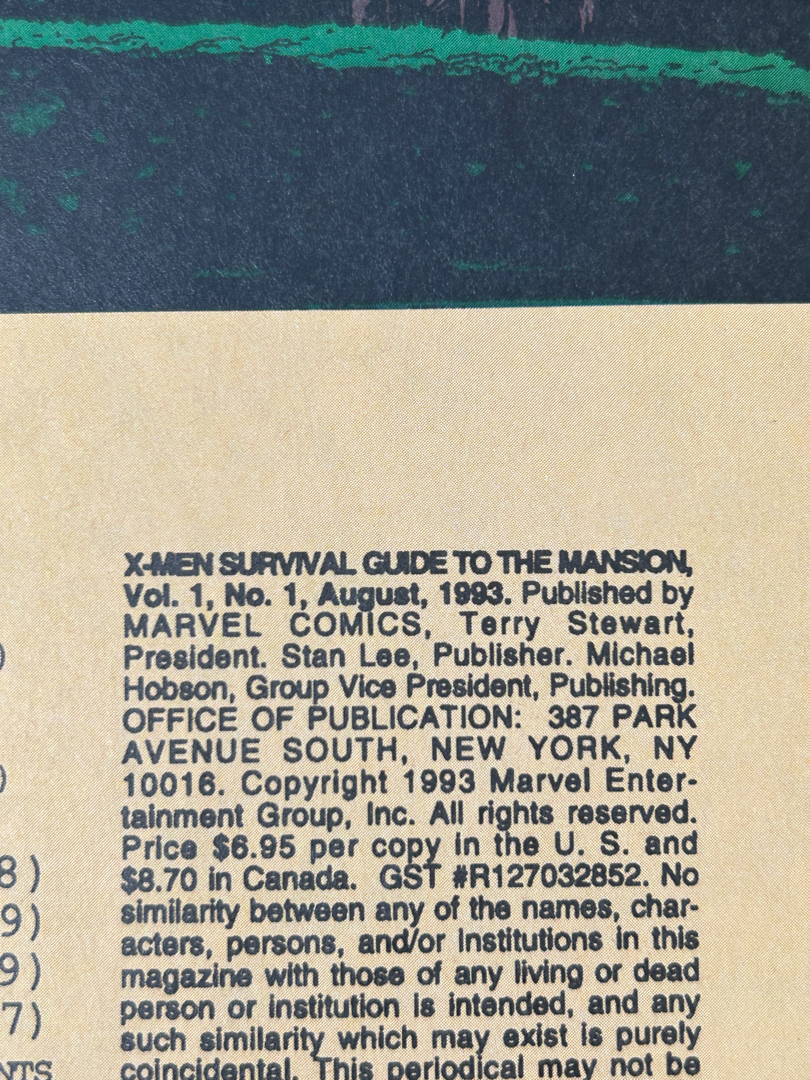 )
)
8)
9)
9)
7)
NTS
X-MEN SURVIVAL GUIDE TO THE MANSION,
Vol. 1, No. 1, August, 1993. Published by
MARVEL COMICS, Terry Stewart,
President. Stan Lee, Publisher. Michael
Hobson, Group Vice President, Publishing.
OFFICE OF PUBLICATION: 387 PARK
AVENUE SOUTH, NEW YORK, NY
10016. Copyright 1993 Marvel Enter-
tainment Group, Inc. All rights reserved.
Price $6.95 per copy in the U. S. and
$8.70 in Canada. GST #R127032852. No
similarity between any of the names, char-
acters, persons, and/or institutions in this
magazine with those of any living or dead
person or institution is intended, and any
such similarity which may exist is purely
coincidental. This periodical may not be